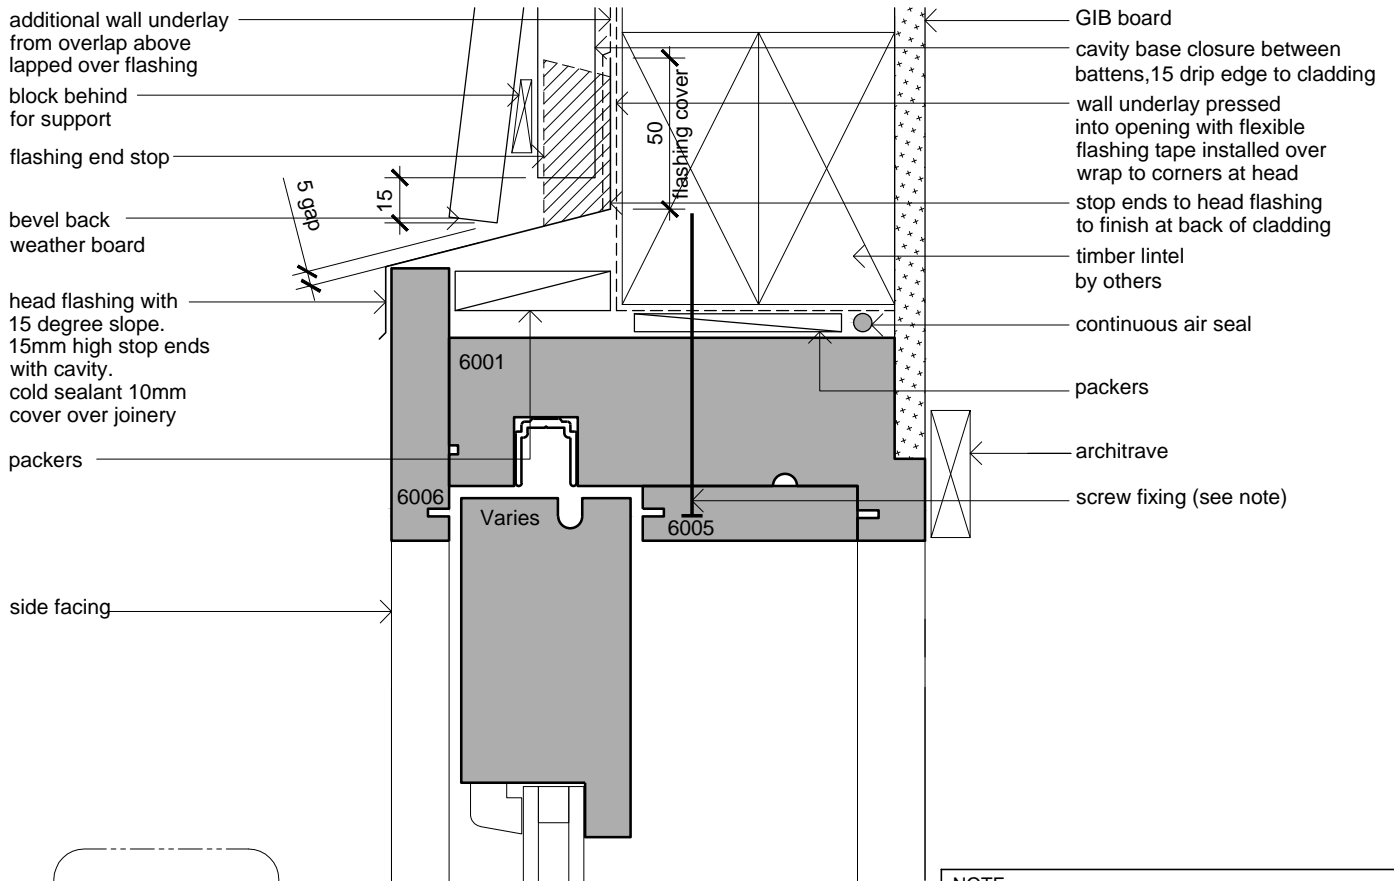 additional wall underlay
from overlap above
lapped over flashing
block behind
for support
flashing end stop
bevel back
weather board
head flashing with
15 degree slope.
15mm high stop ends
with cavity.
cold sealant 10mm
cover over joinery
packers
side facing
5 gap
15
50
flashing cover
6001
6006
Varies
6005
GIB board
cavity base closure between
battens,15 drip edge to cladding
wall underlay pressed
into opening with flexible
flashing tape installed over
wrap to corners at head
stop ends to head flashing
to finish at back of cladding
timber lintel
by others
continuous air seal
packers
architrave
screw fixing (see note)
NOTE